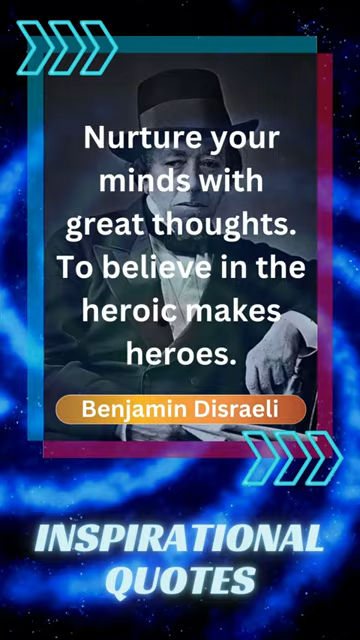 Nurture your
minds with
great thoughts.
To believe in the
heroic makes
heroes.
Benjamin Disraeli
INSPIRATIONAL
QUOTES